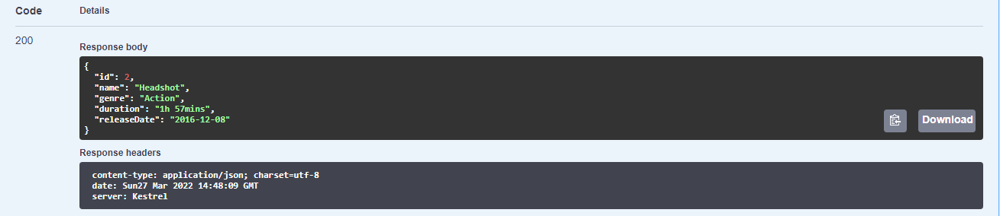 Code Details
200
Response body
{
  "id": 2,
  "name": "Headshot",
  "genre": "Action",
  "duration": "1h 57mins",
  "releaseDate": "2016-12-08"
}
Download
Response headers
content-type: application/json; charset=utf-8
date: Sun27 Mar 2022 14:48:09 GMT
server: Kestrel